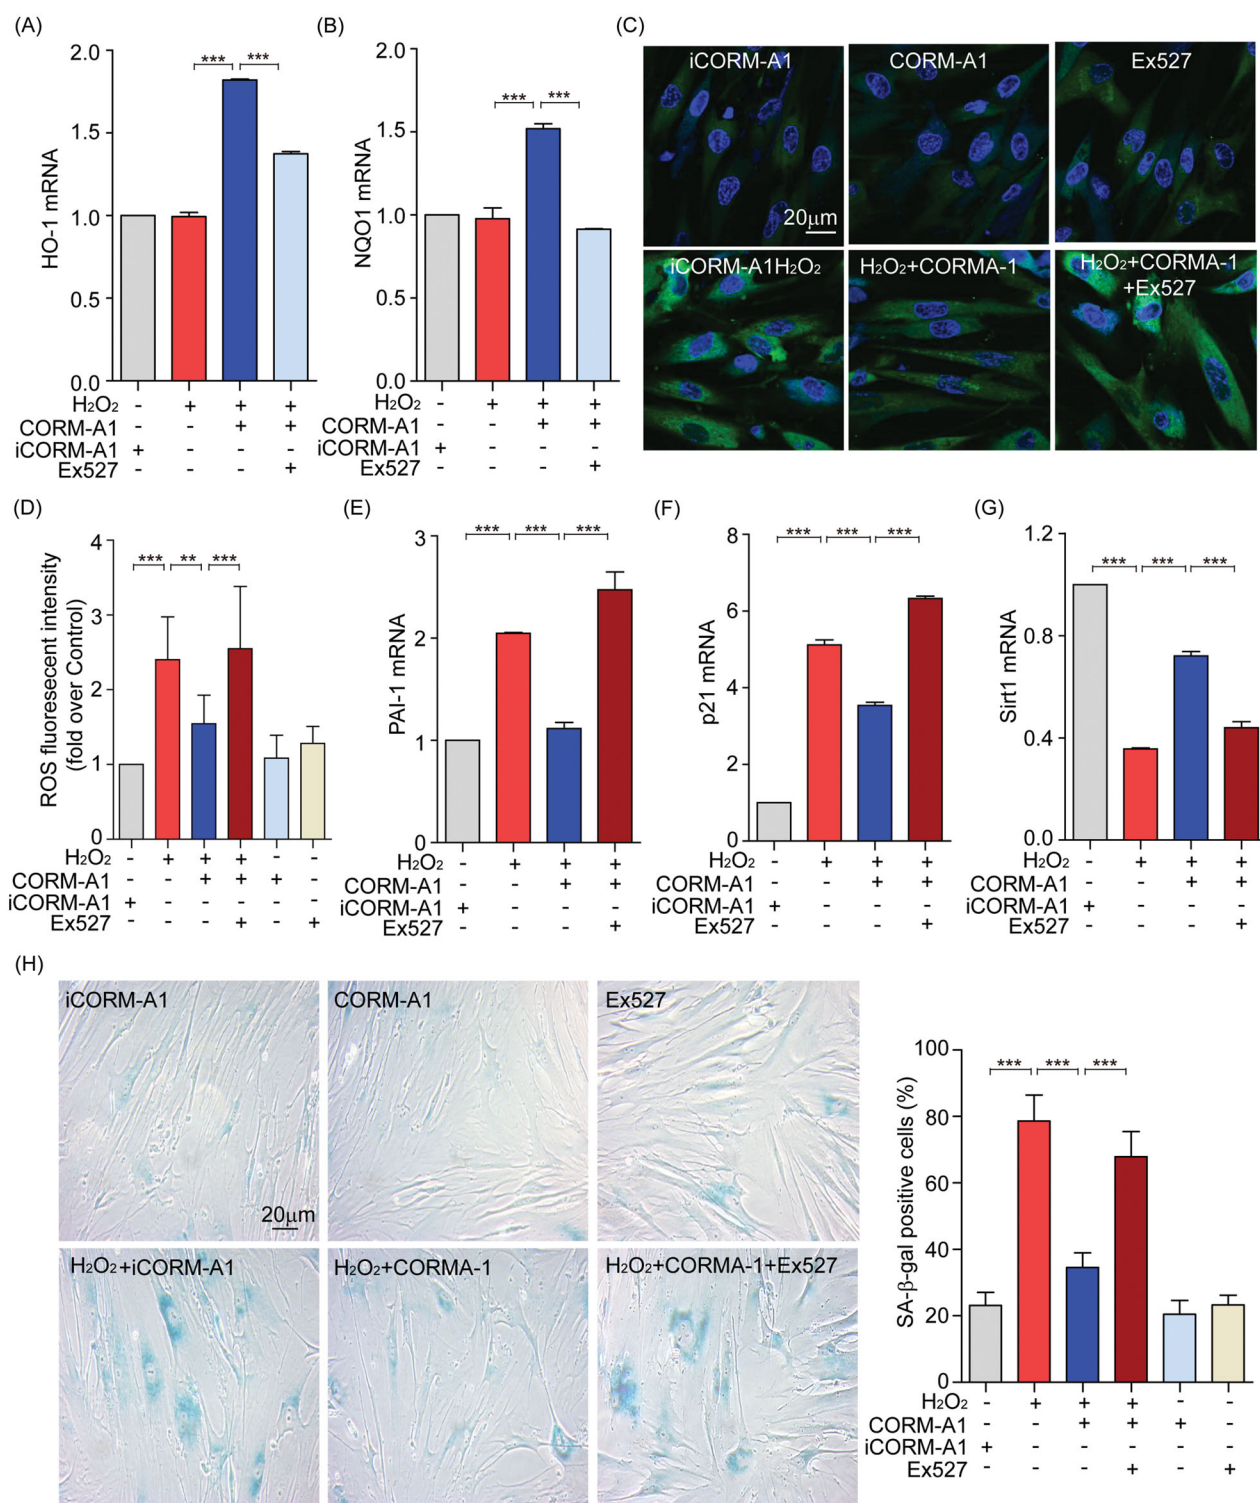 (A)
2.0
1.5
1.0
0.5
0.0
HO-1 mRNA
*** ***
H₂O₂ - + + +
CORM-A1 - - + +
iCORM-A1 + - - -
Ex527 - - - +
(B)
2.0
1.5
1.0
0.5
0.0
NQO1 mRNA
*** ***
H₂O₂ - + + +
CORM-A1 - - + +
iCORM-A1 + - - -
Ex527 - - - +
(C)
iCORM-A1
20μm
CORM-A1
Ex527
iCORM-A1H₂O₂
H₂O₂+CORMA-1
H₂O₂+CORMA-1
+Ex527
(D)
4
3
2
1
0
ROS fluorescent intensity
(fold over Control)
*** ** ***
H₂O₂ - + + + - -
CORM-A1 - - + + + -
iCORM-A1 + - - - - -
Ex527 - - - + - +
(E)
3
2
1
0
PAI-1 mRNA
*** *** ***
H₂O₂ - + + +
CORM-A1 - - + +
iCORM-A1 + - - -
Ex527 - - - +
(F)
8
6
4
2
0
p21 mRNA
*** *** ***
H₂O₂ - + + +
CORM-A1 - - + +
iCORM-A1 + - - -
Ex527 - - - +
(G)
1.2
0.8
0.4
0.0
Sirt1 mRNA
*** *** ***
H₂O₂ - + + +
CORM-A1 - - + +
iCORM-A1 + - - -
Ex527 - - - +
(H)
iCORM-A1
20μm
CORM-A1
Ex527
H₂O₂+iCORM-A1
H₂O₂+CORMA-1
H₂O₂+CORMA-1+Ex527
100
80
60
40
20
0
SA-β-gal positive cells (%)
*** *** ***
H₂O₂ - + + + - -
CORM-A1 - - + + + -
iCORM-A1 + - - - - -
Ex527 - - - + - +